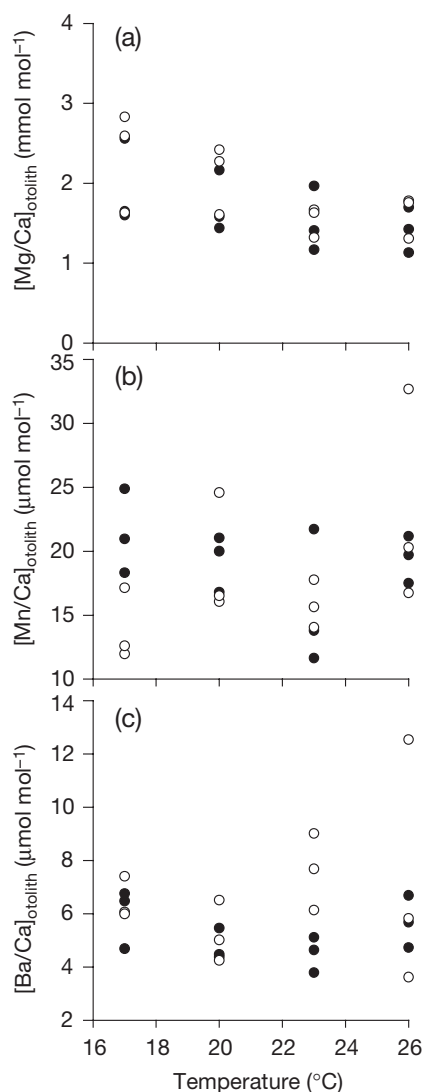 (a)
[Mg/Ca]otolith (mmol mol⁻¹)
4
3
2
1
0
(b)
[Mn/Ca]otolith (μmol mol⁻¹)
35
30
25
20
15
10
(c)
[Ba/Ca]otolith (μmol mol⁻¹)
14
12
10
8
6
4
2
16 18 20 22 24 26
Temperature (°C)